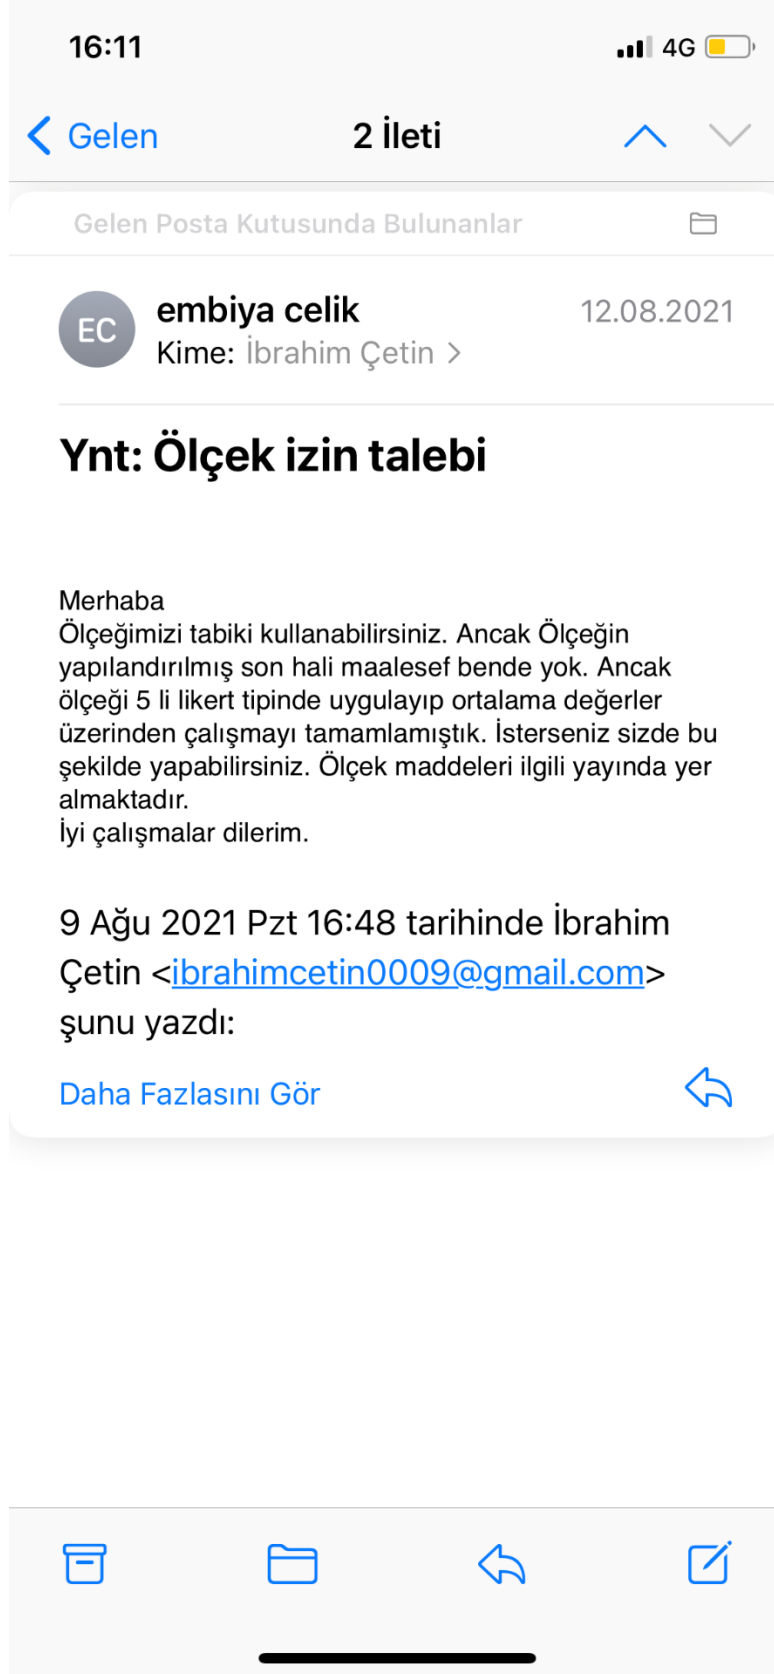 16:11
4G
Gelen
2 İleti
Gelen Posta Kutusunda Bulunanlar
EC
embiya celik
12.08.2021
Kime: İbrahim Çetin
Ynt: Ölçek izin talebi
Merhaba
Ölçeğimizi tabiki kullanabilirsiniz. Ancak Ölçeğin
yapılandırılmış son hali maalesef bende yok. Ancak
ölçeği 5 li likert tipinde uygulayıp ortalama değerler
üzerinden çalışmayı tamamlamıştık. İsterseniz sizde bu
şekilde yapabilirsiniz. Ölçek maddeleri ilgili yayında yer
almaktadır.
İyi çalışmalar dilerim.
9 Ağu 2021 Pzt 16:48 tarihinde İbrahim
Çetin <ibrahimcetin0009@gmail.com>
şunu yazdı:
Daha Fazlasını Gör